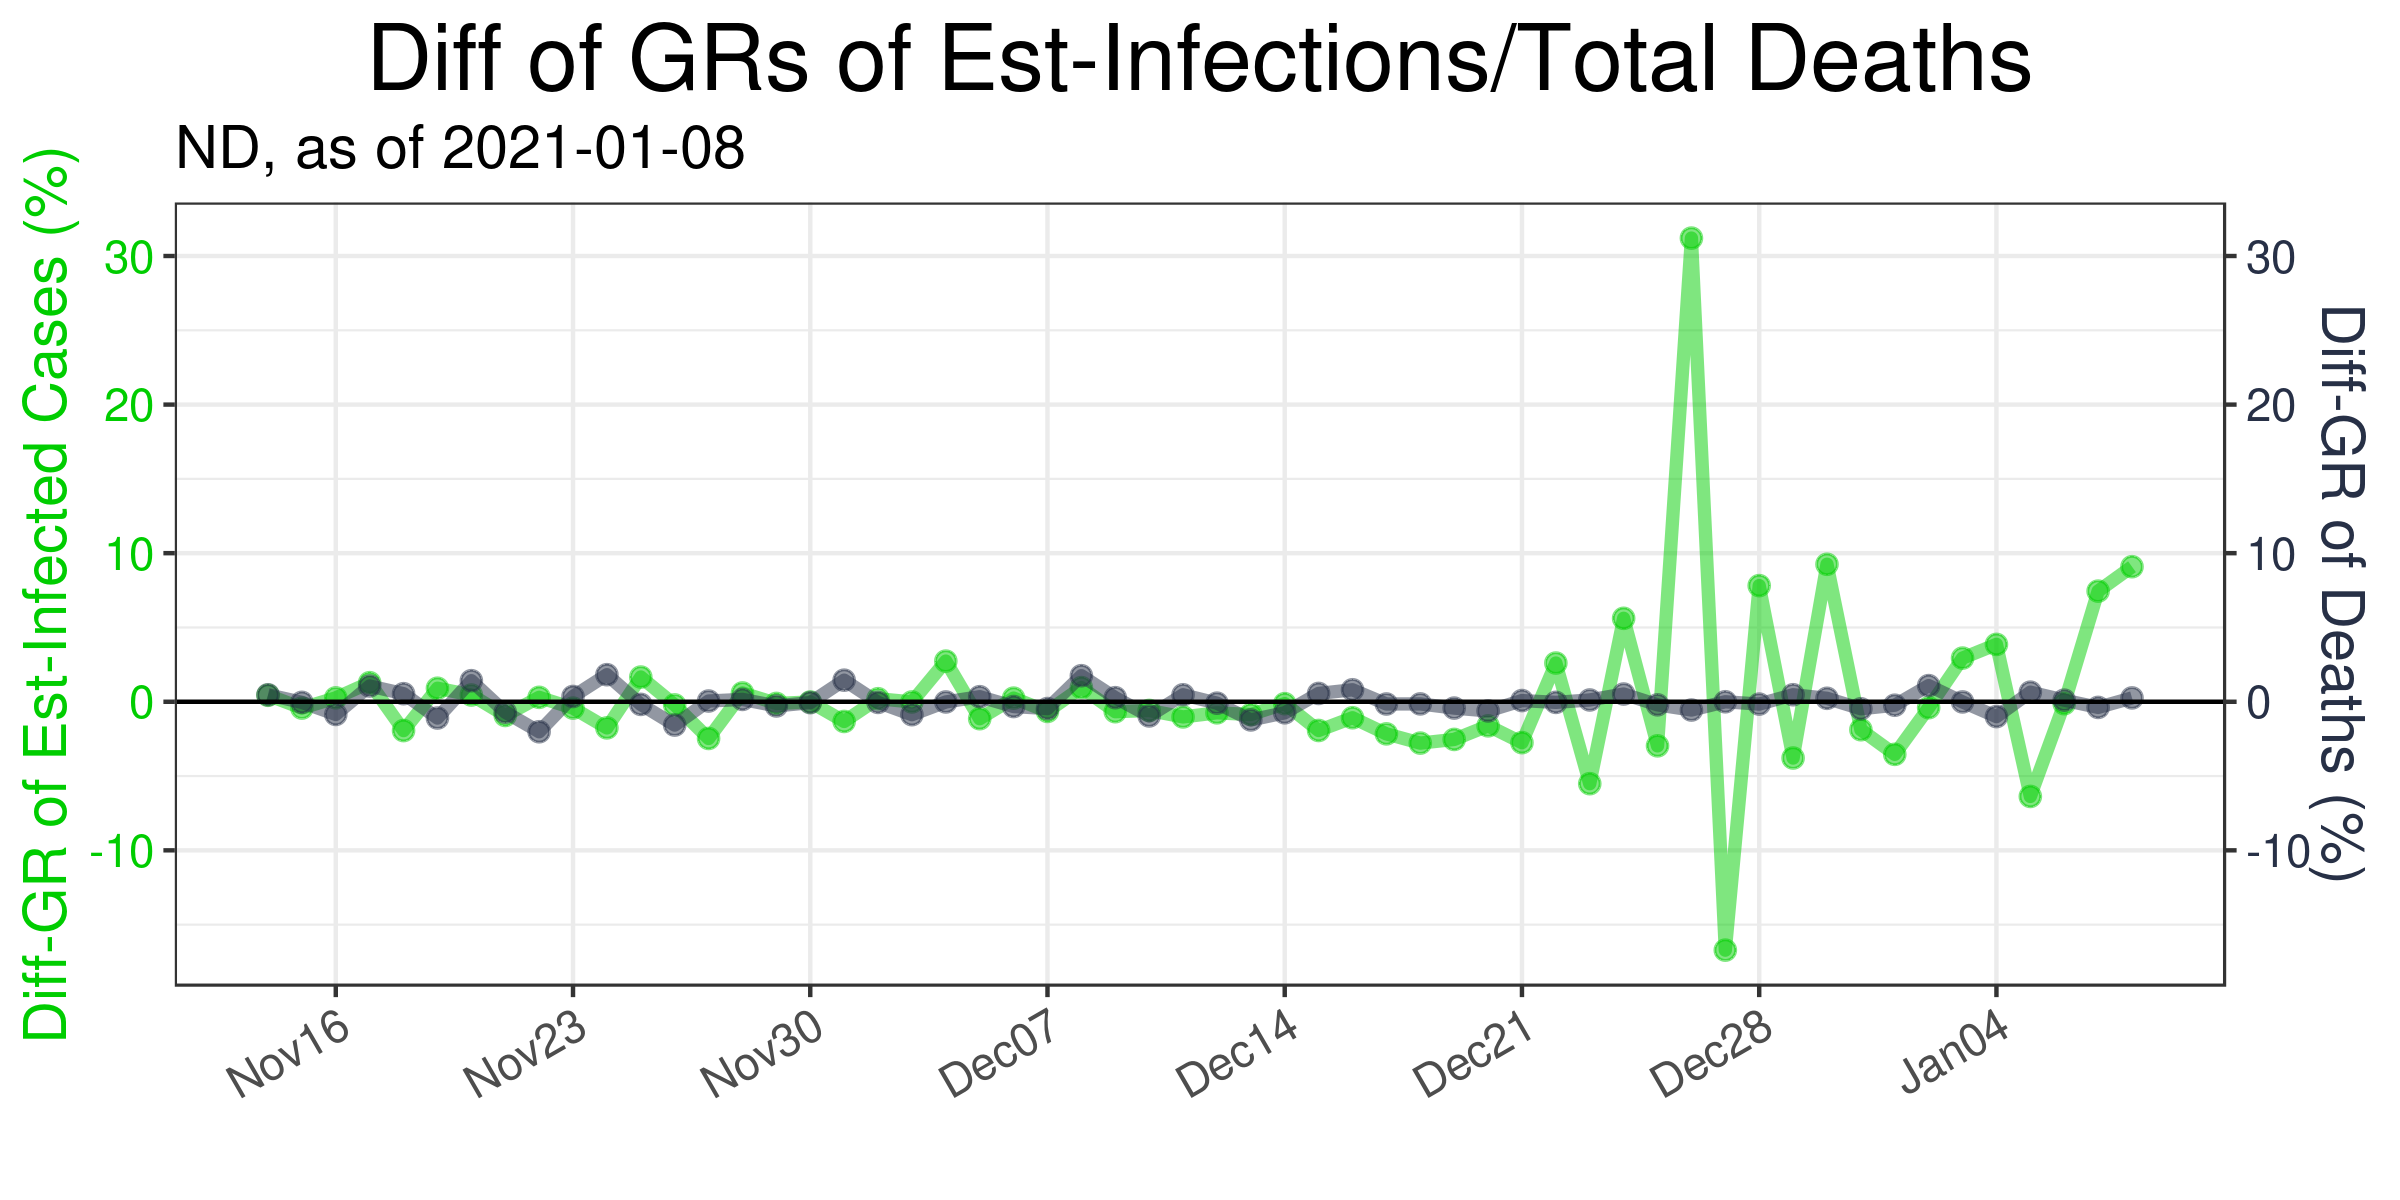 Diff of GRs of Est-Infections/Total Deaths
ND, as of 2021-01-08
Diff-GR of Est-Infected Cases (%)
30
20
10
0
-10
30
20
10
0
-10
Diff-GR of Deaths (%)
Nov16
Nov23
Nov30
Dec07
Dec14
Dec21
Dec28
Jan04